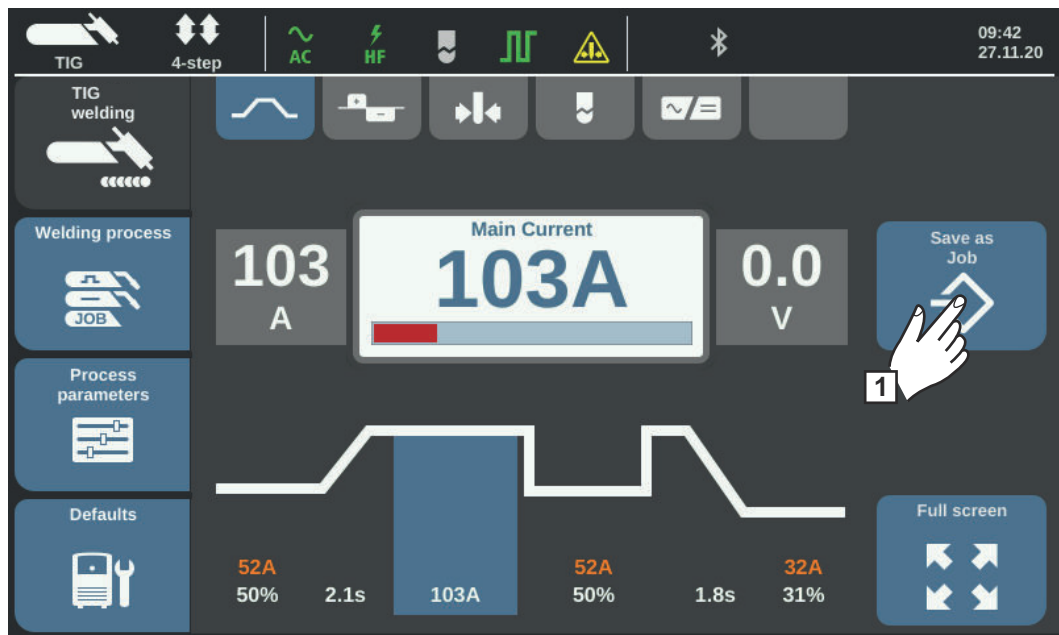 TIG
4-step
AC
HF
09:42
27.11.20
TIG
welding
Welding process
JOB
Process
parameters
Defaults
103
A
Main Current
103A
0.0
V
Save as
Job
1
52A
50%
2.1s
103A
52A
50%
1.8s
32A
31%
Full screen